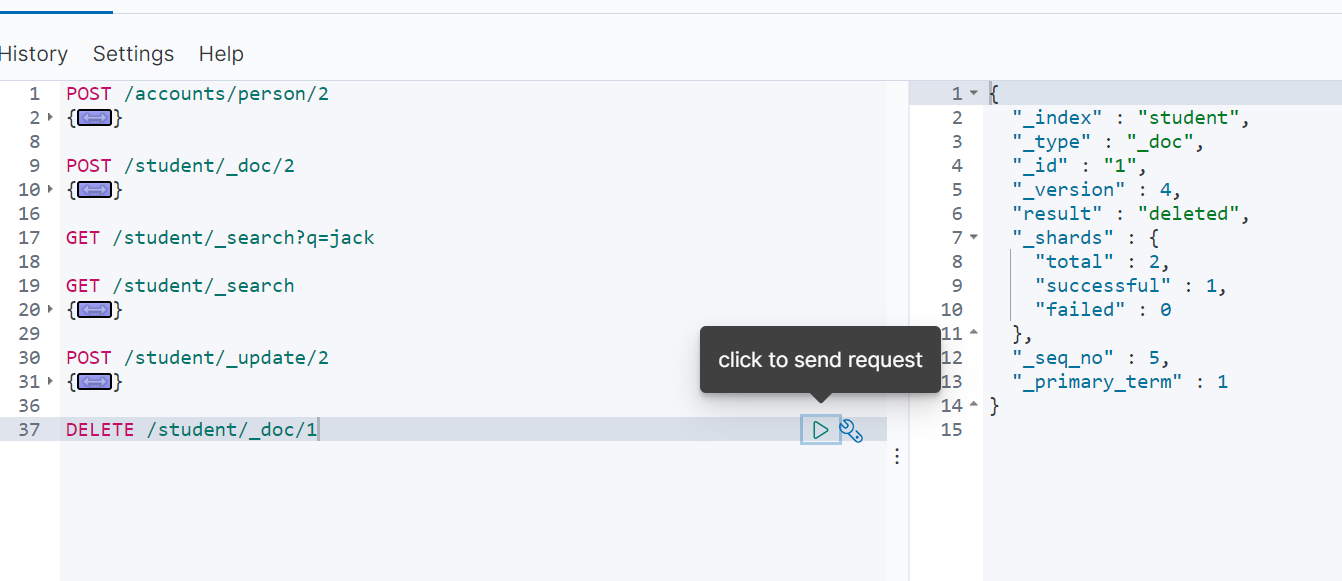 History Settings Help
1 POST /accounts/person/2
2 {}
8
9 POST /student/_doc/2
10 {}
16
17 GET /student/_search?q=jack
18
19 GET /student/_search
20 {}
29
30 POST /student/_update/2
31 {}
36
37 DELETE /student/_doc/1
click to send request
1 {
2 "_index" : "student",
3 "_type" : "_doc",
4 "_id" : "1",
5 "_version" : 4,
6 "result" : "deleted",
7 "_shards" : {
8 "total" : 2,
9 "successful" : 1,
10 "failed" : 0
11 },
12 "_seq_no" : 5,
13 "_primary_term" : 1
14 }
15